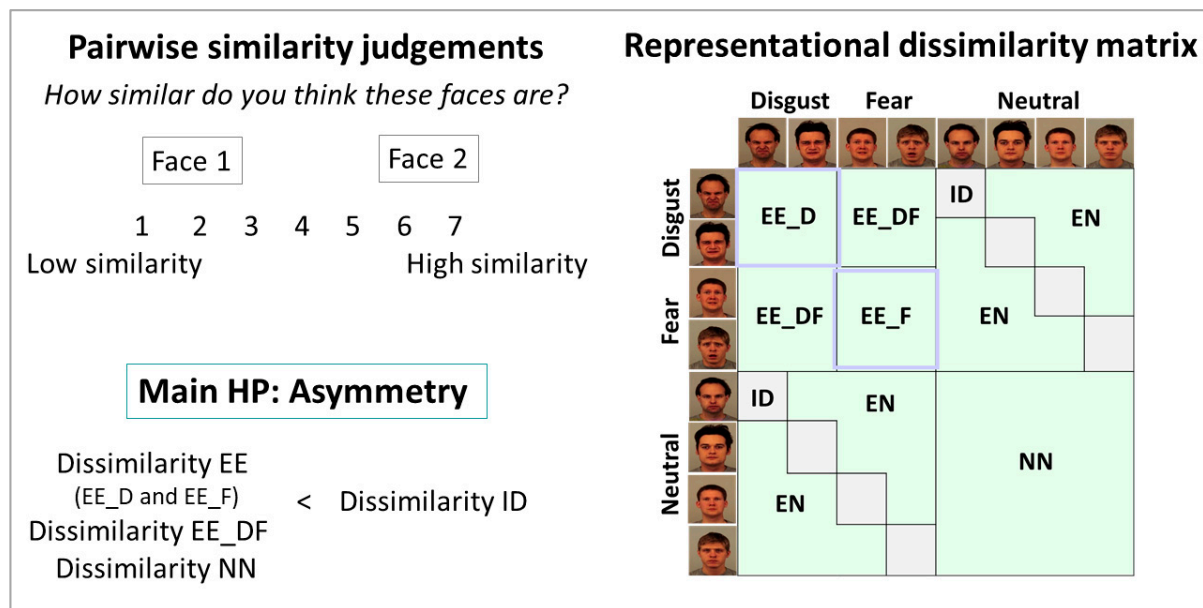 Pairwise similarity judgements
How similar do you think these faces are?
Face 1
Face 2
1 2 3 4 5 6 7
Low similarity
High similarity
Main HP: Asymmetry
Dissimilarity EE
(EE_D and EE_F)
Dissimilarity EE_DF
Dissimilarity NN
< Dissimilarity ID
Representational dissimilarity matrix
Disgust Fear Neutral
Disgust
Fear
Neutral
EE_D EE_DF ID EN
EE_DF EE_F EN
ID EN
EN NN